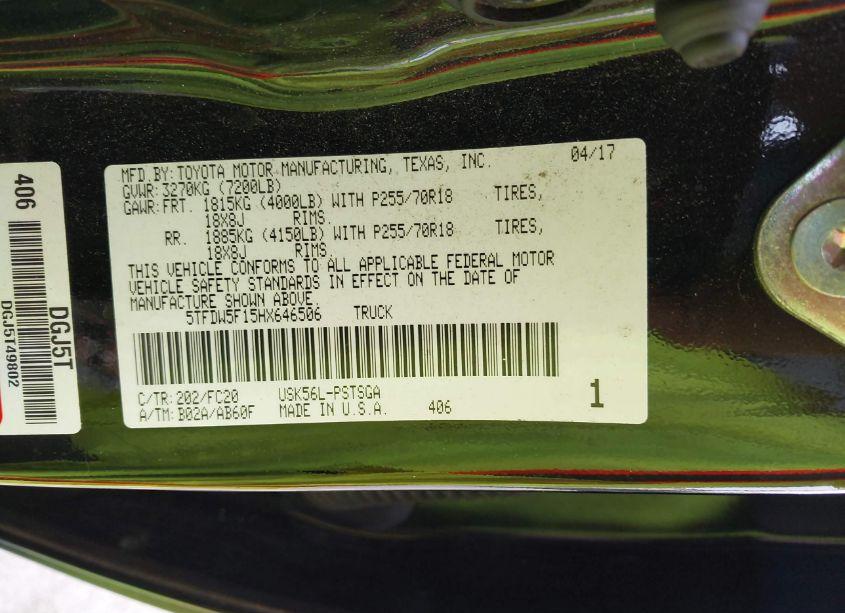 MFD.BY:TOYOTA MOTOR MANUFACTURING, TEXAS, INC. 04/17
GVWR:3270KG (7200LB)
GAWR:FRT. 1815KG (4000LB) WITH P255/70R18 TIRES,
18X8J RIMS.
RR. 1885KG (4150LB) WITH P255/70R18 TIRES,
18X8J RIMS.
THIS VEHICLE CONFORMS TO ALL APPLICABLE FEDERAL MOTOR
VEHICLE SAFETY STANDARDS IN EFFECT ON THE DATE OF
MANUFACTURE SHOWN ABOVE.
5TFDW5F15HX646506 TRUCK
C/TR:202/FC20 USK56L-PSTSGA
A/TM:B02A/AB60F MADE IN U.S.A. 406 1
406
DGJ5T
DGJ5T49802